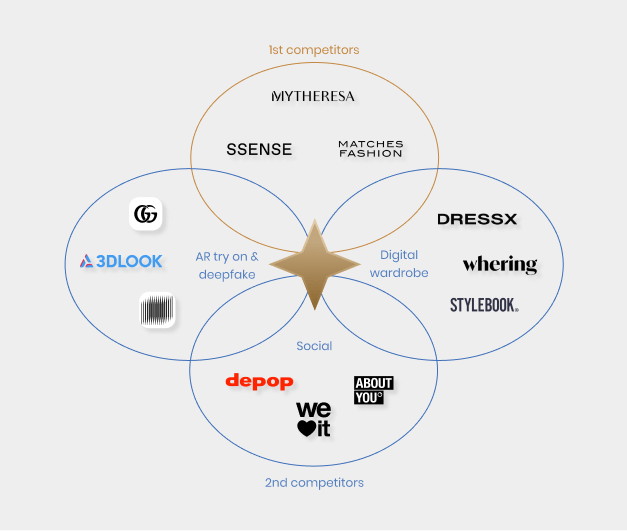 1st competitors
MYTHERESA
SSENSE
MATCHES
FASHION
GG
3DLOOK
AR try on &
deepfake
Digital
wardrobe
DRESSX
whering
STYLEBOOK.
Social
depop
ABOUT
YOU°
we
it
2nd competitors